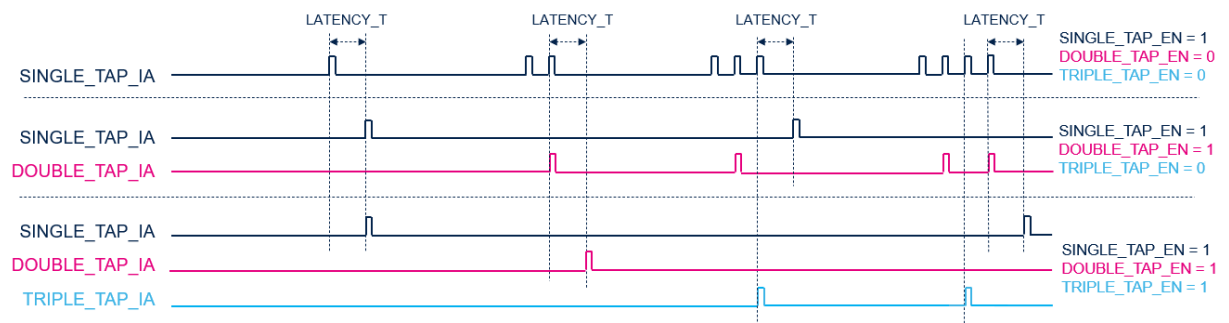 LATENCY_T LATENCY_T LATENCY_T LATENCY_T
SINGLE_TAP_EN = 1
DOUBLE_TAP_EN = 0
SINGLE_TAP_IA
TRIPLE_TAP_EN = 0
SINGLE_TAP_IA
SINGLE_TAP_EN = 1
DOUBLE_TAP_EN = 1
DOUBLE_TAP_IA
TRIPLE_TAP_EN = 0
SINGLE_TAP_IA
SINGLE_TAP_EN = 1
DOUBLE_TAP_IA
DOUBLE_TAP_EN = 1
TRIPLE_TAP_EN = 1
TRIPLE_TAP_IA